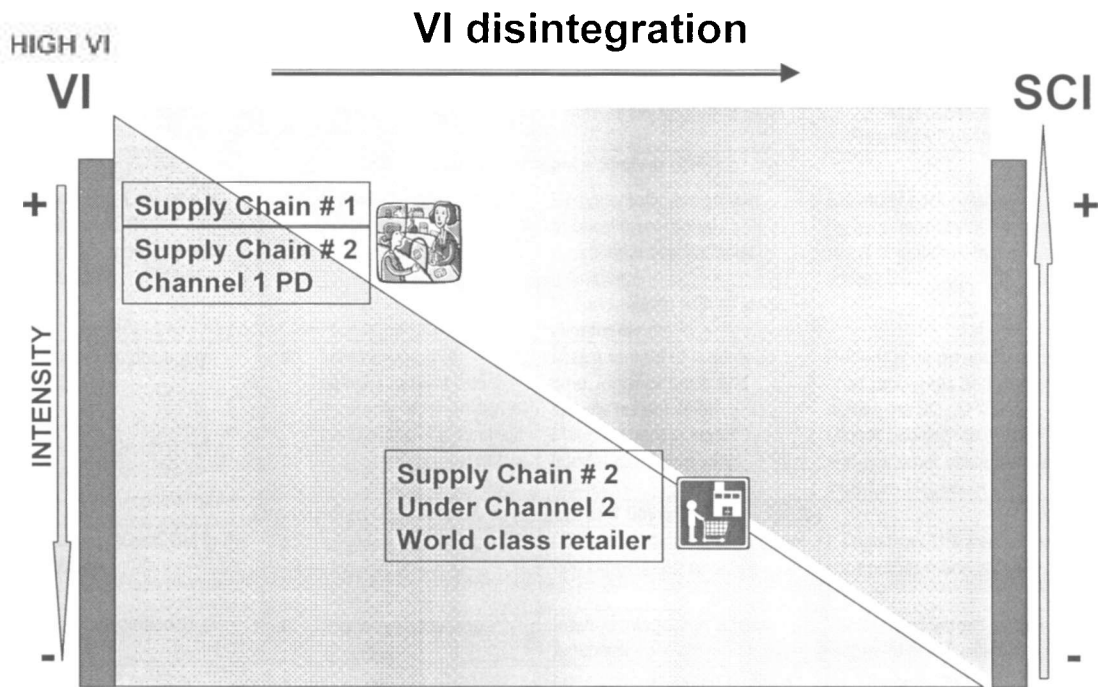 VI disintegration
HIGH VI
VI
SCI
+
+
Supply Chain # 1
Supply Chain # 2
Channel 1 PD
INTENSITY
Supply Chain # 2
Under Channel 2
World class retailer
-
-